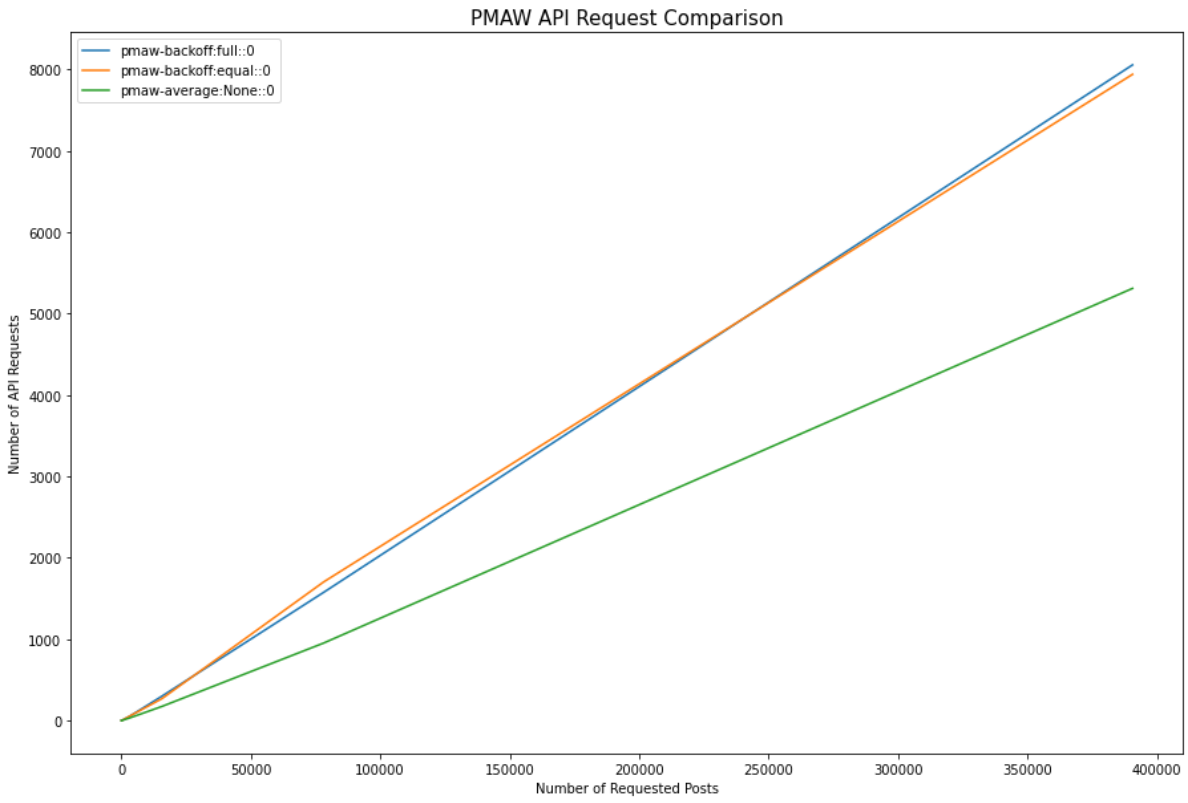 PMAW API Request Comparison
pmaw-backoff:full::0
pmaw-backoff:equal::0
pmaw-average:None::0
8000
7000
6000
5000
4000
3000
2000
1000
0
Number of API Requests
0 50000 100000 150000 200000 250000 300000 350000 400000
Number of Requested Posts